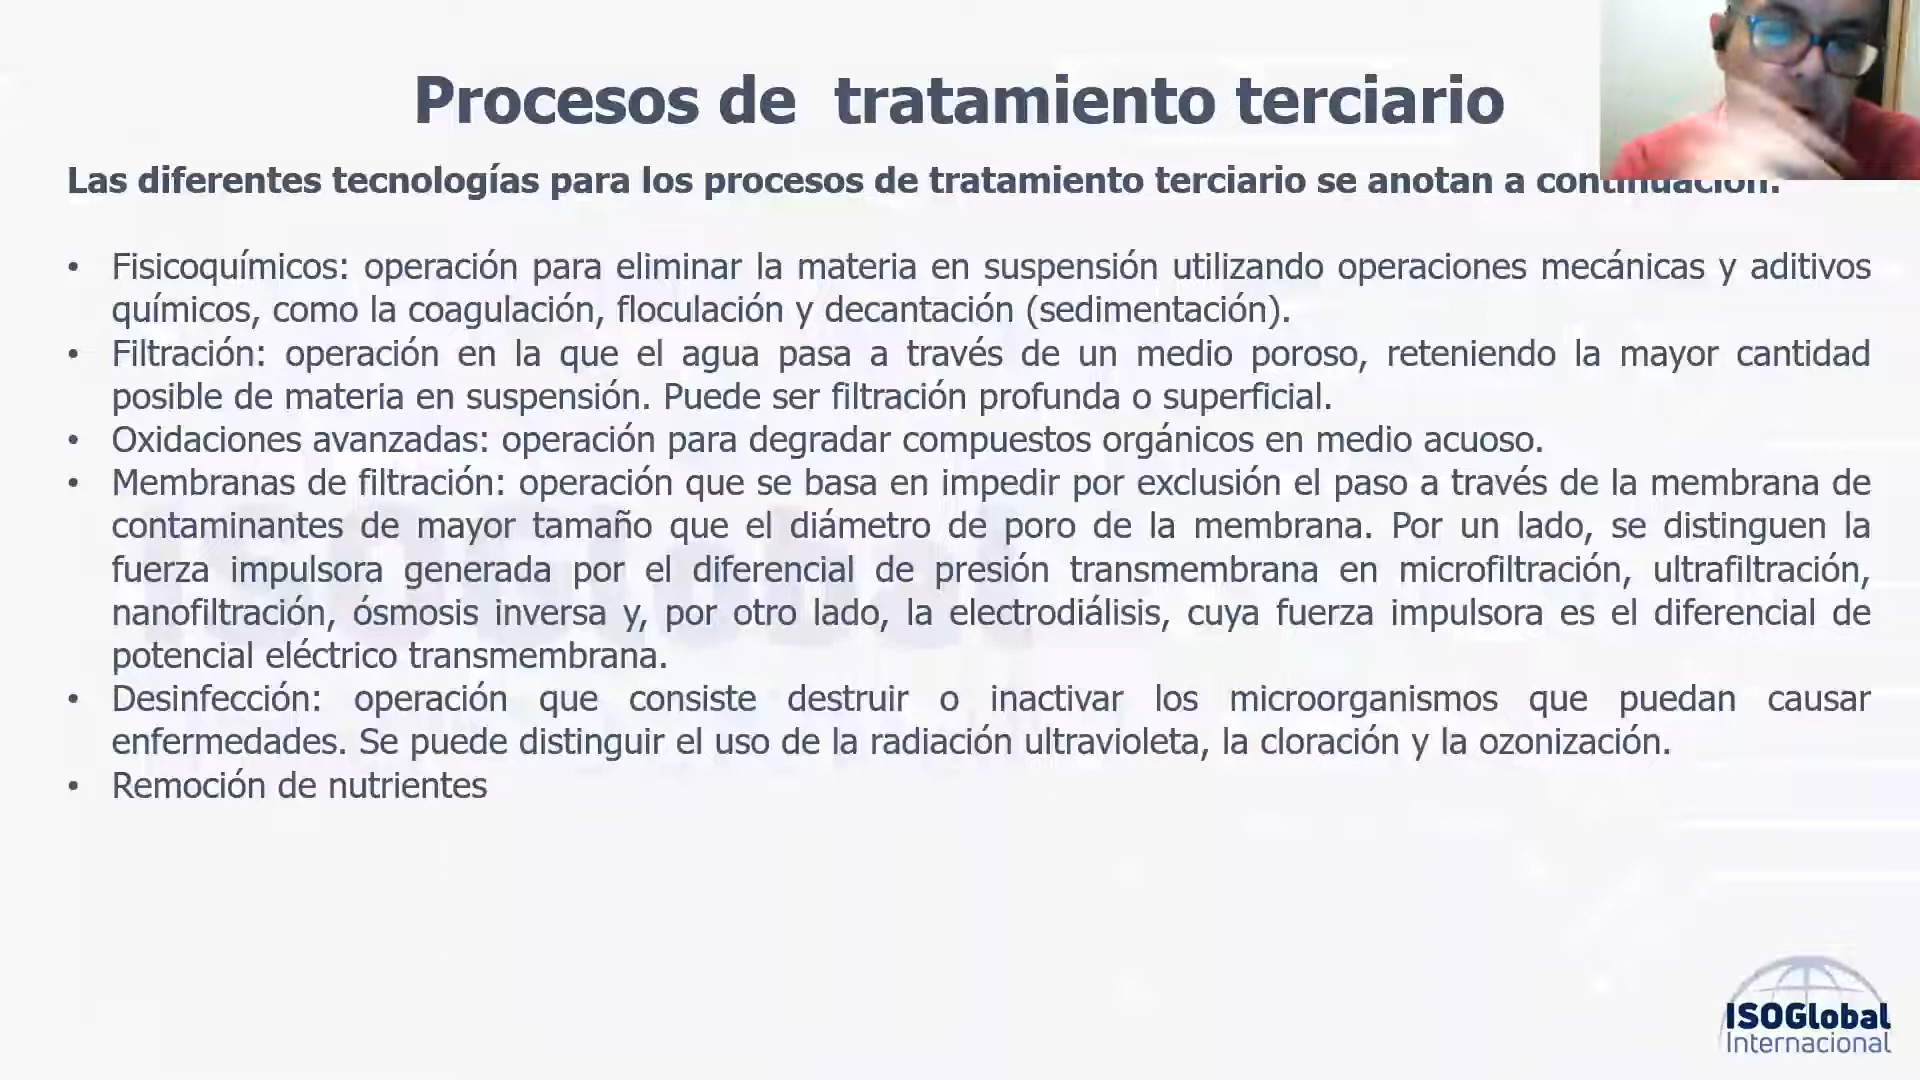 Procesos de tratamiento terciario
Las diferentes tecnologías para los procesos de tratamiento terciario se anotan a continuación:
• Fisicoquímicos: operación para eliminar la materia en suspensión utilizando operaciones mecánicas y aditivos
químicos, como la coagulación, floculación y decantación (sedimentación).
• Filtración: operación en la que el agua pasa a través de un medio poroso, reteniendo la mayor cantidad
posible de materia en suspensión. Puede ser filtración profunda o superficial.
• Oxidaciones avanzadas: operación para degradar compuestos orgánicos en medio acuoso.
• Membranas de filtración: operación que se basa en impedir por exclusión el paso a través de la membrana de
contaminantes de mayor tamaño que el diámetro de poro de la membrana. Por un lado, se distinguen la
fuerza impulsora generada por el diferencial de presión transmembrana en microfiltración, ultrafiltración,
nanofiltración, ósmosis inversa y, por otro lado, la electrodiálisis, cuya fuerza impulsora es el diferencial de
potencial eléctrico transmembrana.
• Desinfección: operación que consiste destruir o inactivar los microorganismos que puedan causar
enfermedades. Se puede distinguir el uso de la radiación ultravioleta, la cloración y la ozonización.
• Remoción de nutrientes
ISOGlobal
Internacional